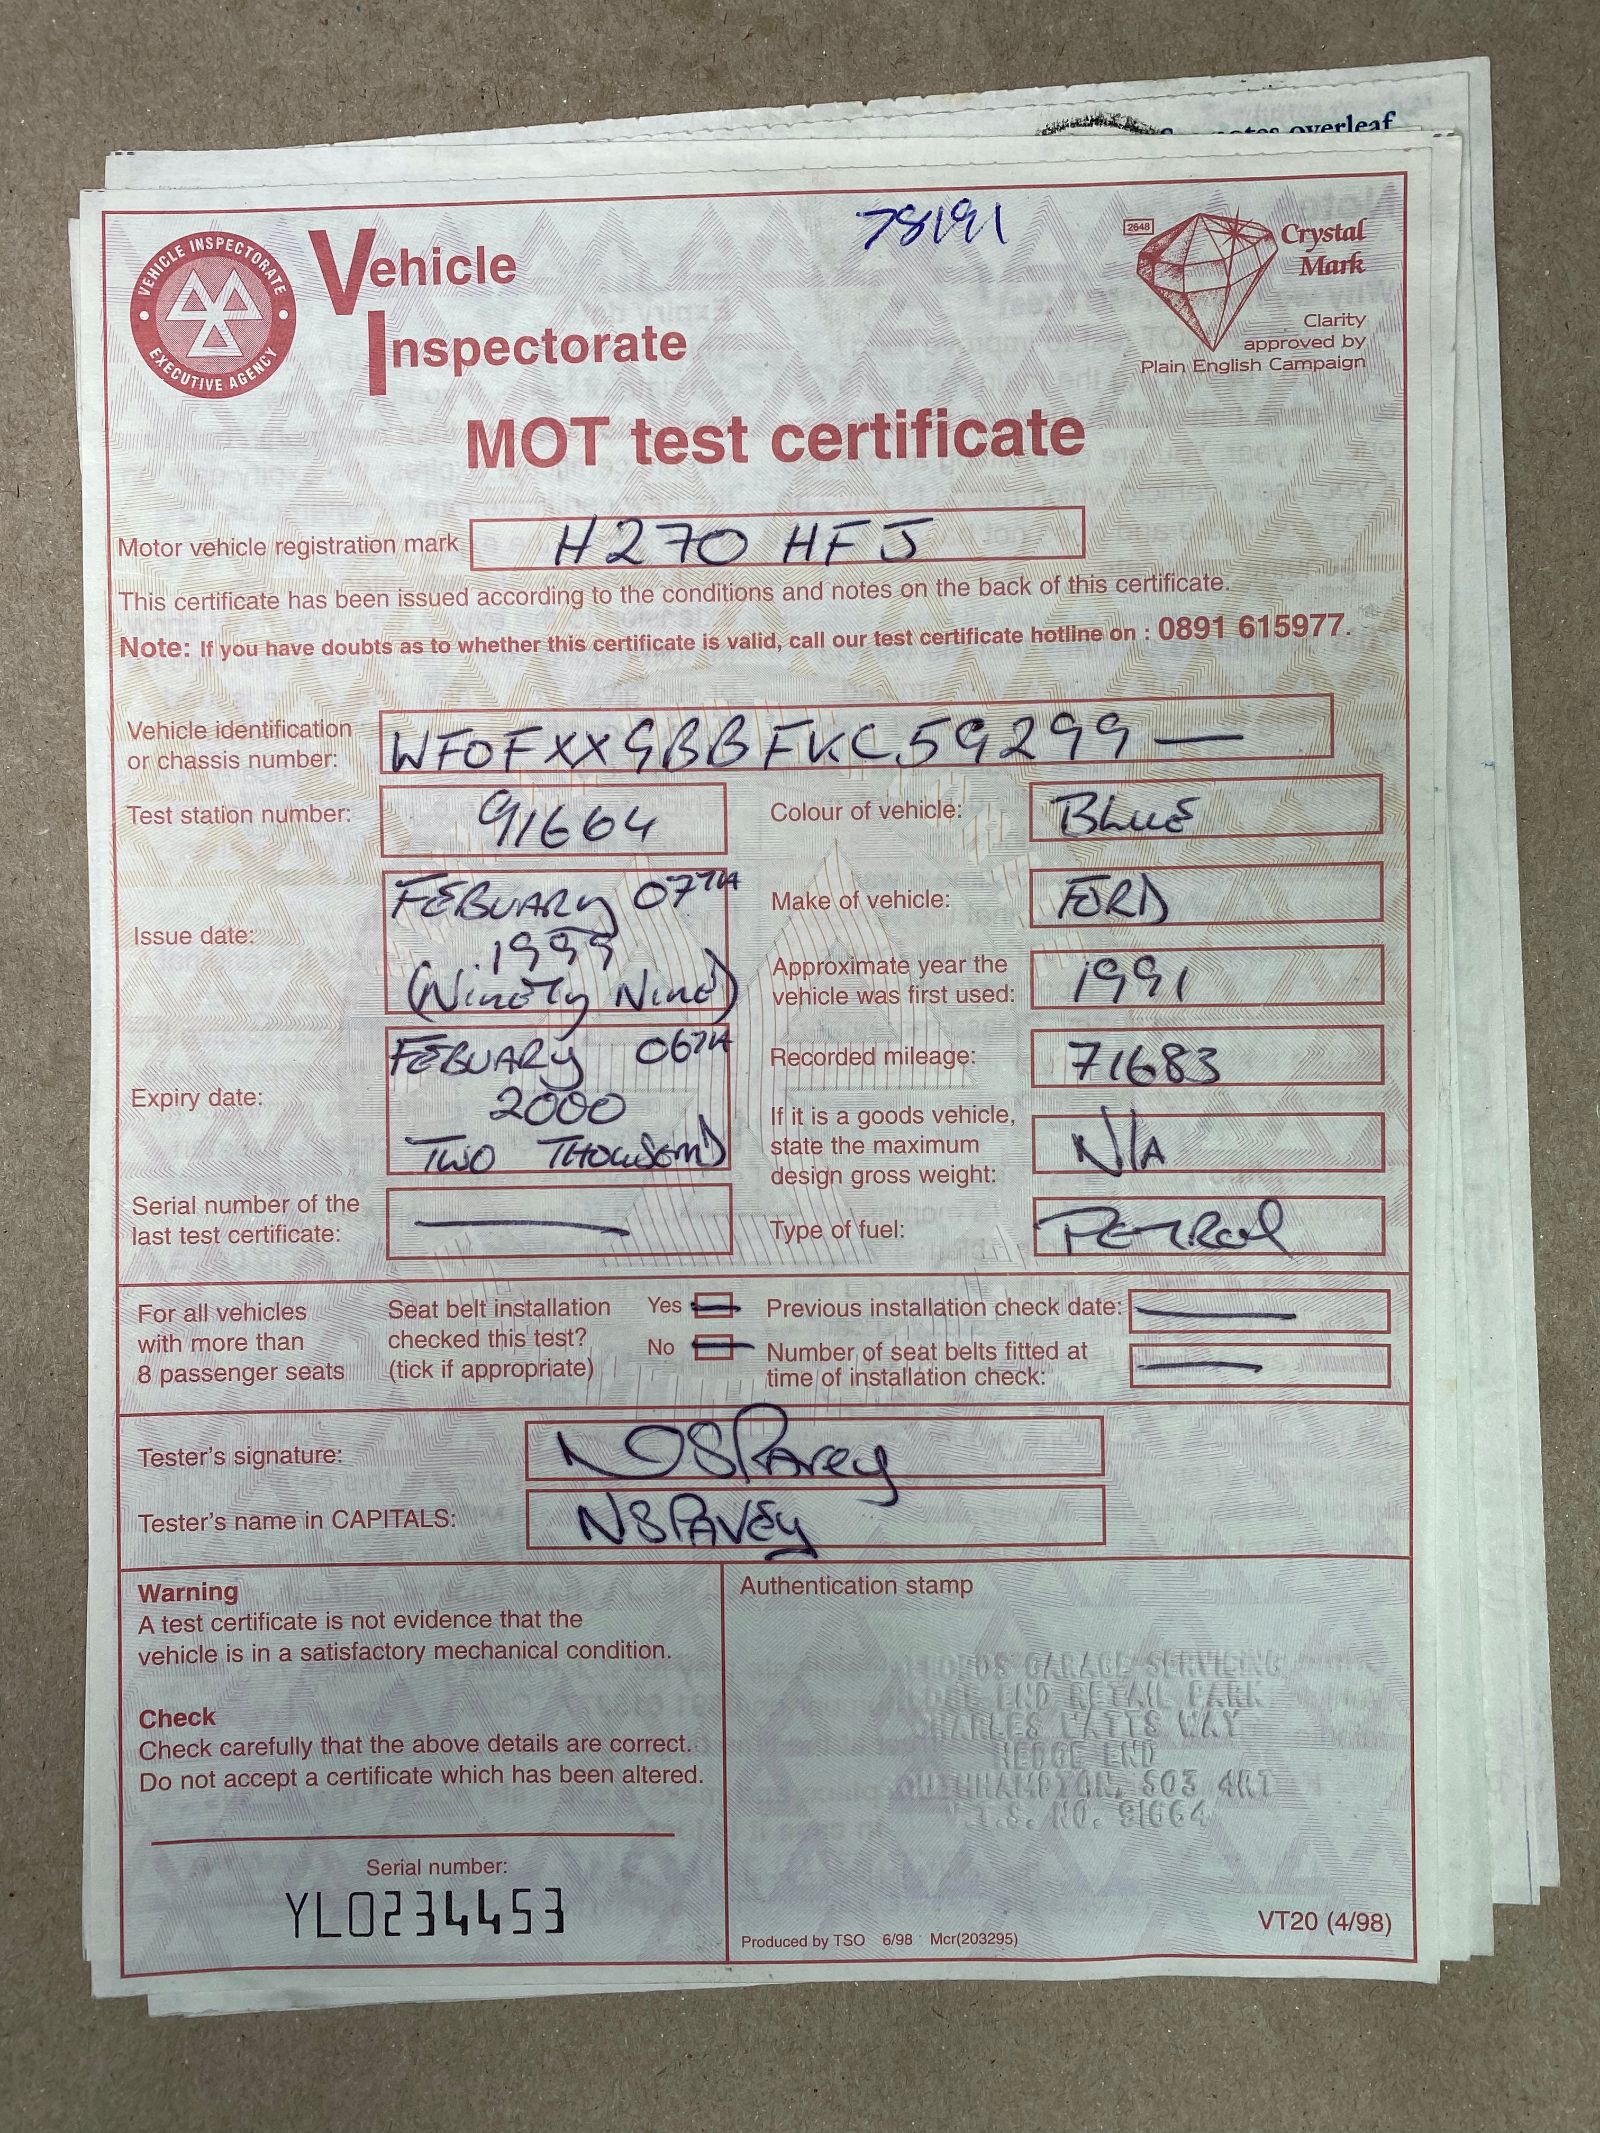 overleaf
78191
VEHICLE INSPECTORATE
EXECUTIVE AGENCY
Vehicle
Inspectorate
2648
Crystal
Mark
Clarity
approved by
Plain English Campaign
MOT test certificate
Motor vehicle registration mark H270 HFJ
This certificate has been issued according to the conditions and notes on the back of this certificate.
Note: If you have doubts as to whether this certificate is valid, call our test certificate hotline on : 0891 615977.
Vehicle identification
or chassis number: WF0FXXGBBFKC59299 —
Test station number: 91664
Colour of vehicle: BLUE
Issue date: FEBUARY 07TH
1999
(Ninety Nine)
Make of vehicle: FORD
Approximate year the
vehicle was first used: 1991
Expiry date: FEBUARY 06TH
2000
TWO THOUSAND
Recorded mileage: 71683
If it is a goods vehicle,
state the maximum
design gross weight: N/A
Serial number of the
last test certificate: —
Type of fuel: PETROL
For all vehicles
with more than
8 passenger seats
Seat belt installation
checked this test?
(tick if appropriate)
Yes —
No —
Previous installation check date: —
Number of seat belts fitted at
time of installation check: —
Tester's signature: NSPavey
Tester's name in CAPITALS: NSPAVEY
Warning
A test certificate is not evidence that the
vehicle is in a satisfactory mechanical condition.
Check
Check carefully that the above details are correct.
Do not accept a certificate which has been altered.
Serial number:
YL0234453
Authentication stamp
GARAGE SERVICING
END RETAIL PARK
CHARLES WATTS WAY
HEDGE END
SO3 4RT
V.T.S. NO. 91664
Produced by TSO 6/98 Mcr(203295)
VT20 (4/98)